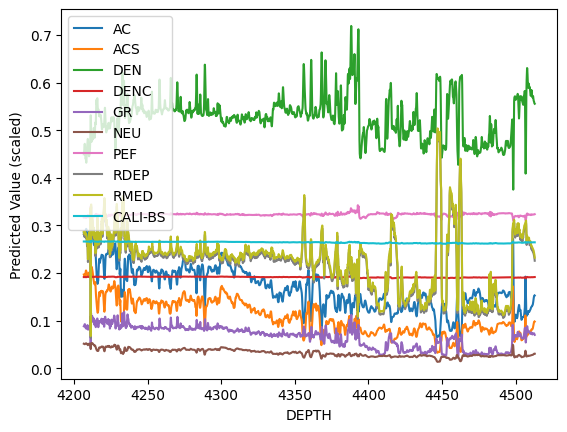 0.7
0.6
0.5
0.4
0.3
0.2
0.1
0.0
Predicted Value (scaled)
AC
ACS
DEN
DENC
GR
NEU
PEF
RDEP
RMED
CALI-BS
4200 4250 4300 4350 4400 4450 4500
DEPTH